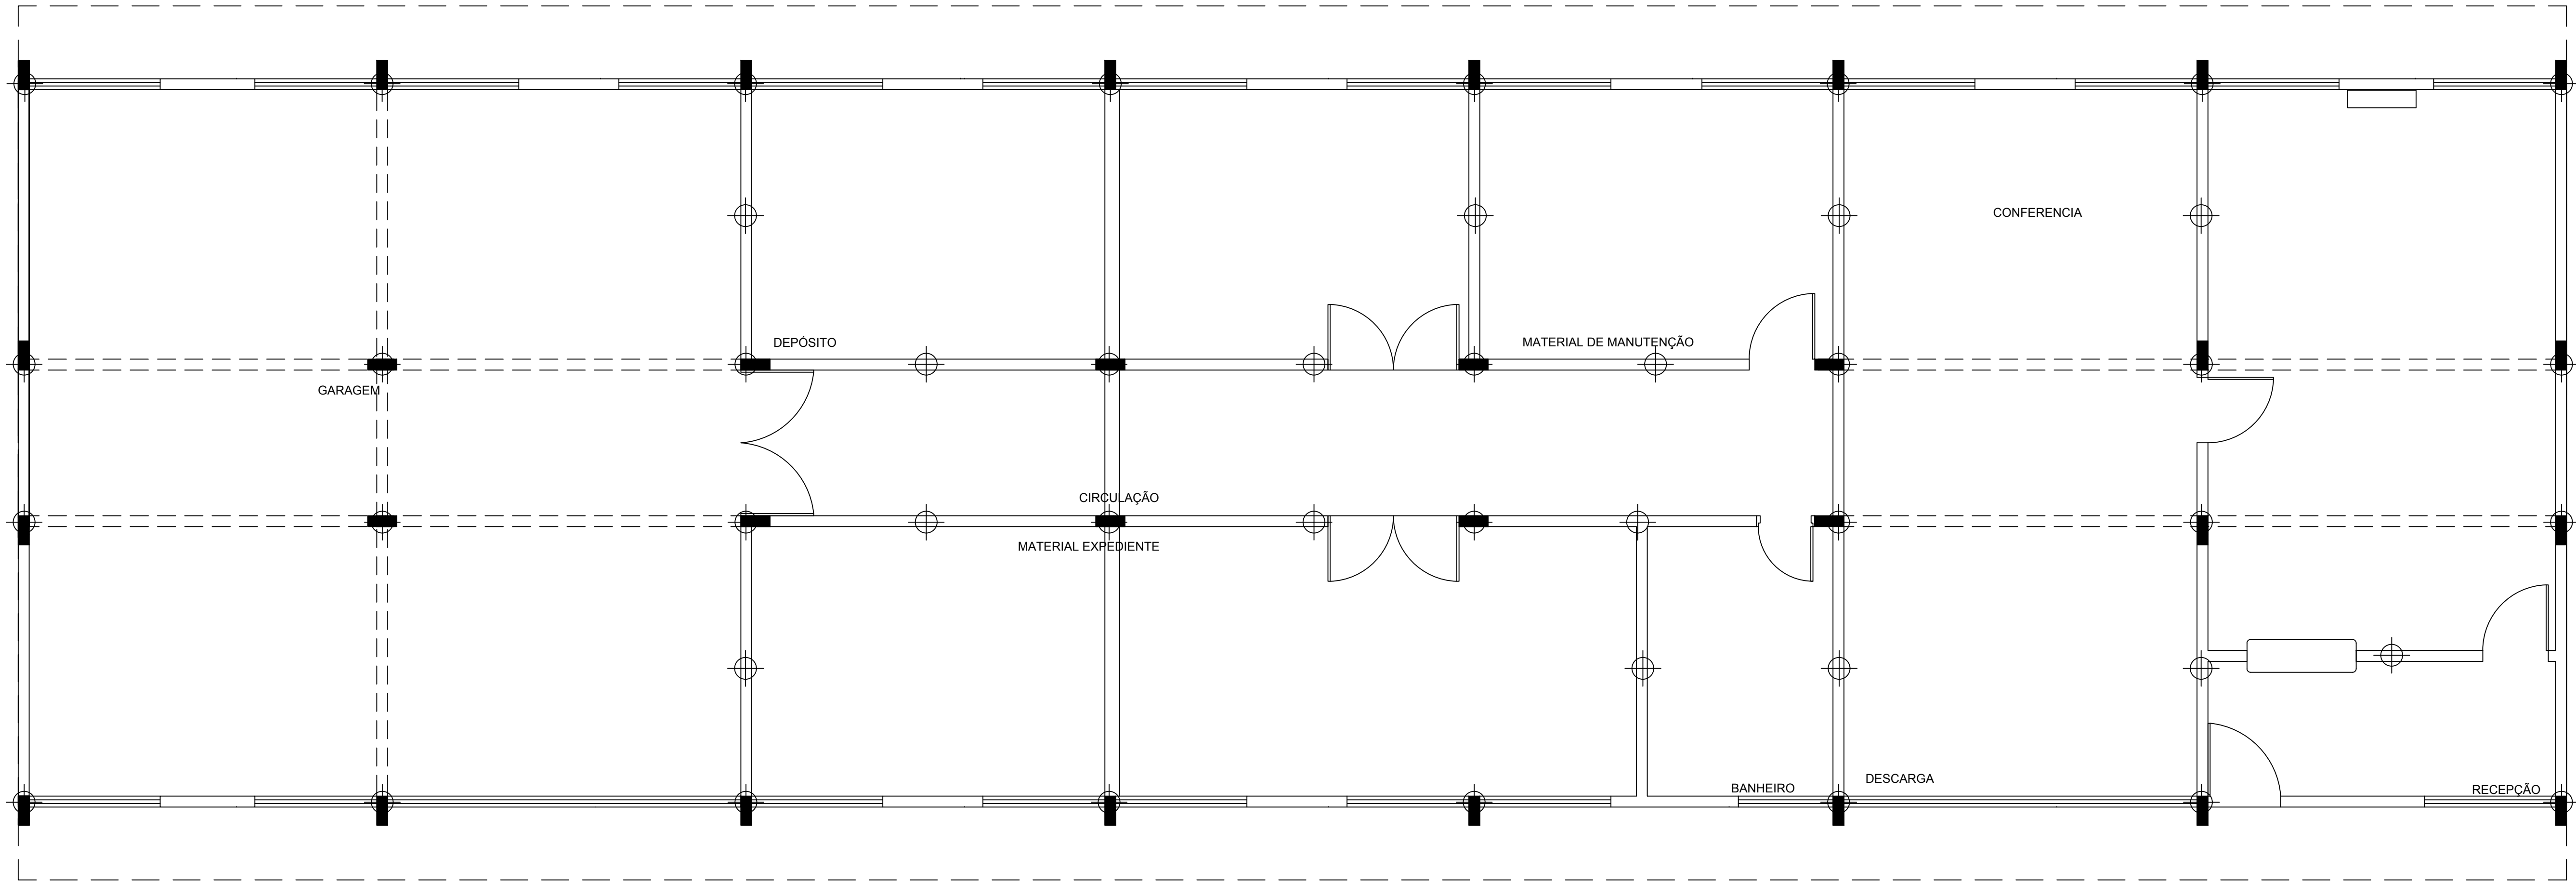 CONFERENCIA
DEPÓSITO
MATERIAL DE MANUTENÇÃO
GARAGEM
CIRCULAÇÃO
MATERIAL EXPEDIENTE
DESCARGA
BANHEIRO
RECEPÇÃO